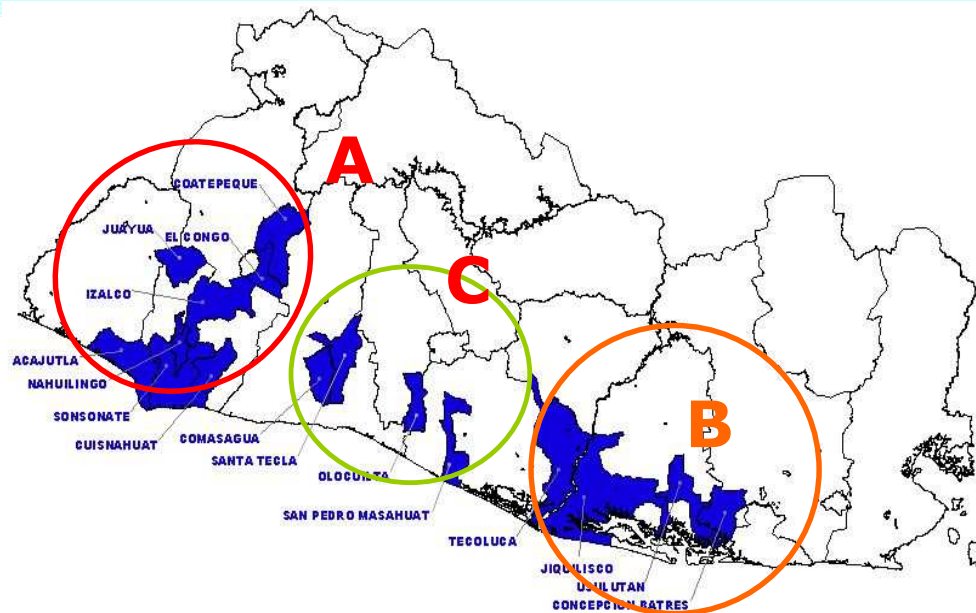 A
COATEPEQUE
JUAYUA
EL CONGO
C
IZALCO
ACAJUTLA
NAHUILINGO
SONSONATE
B
CUISNAHUAT
COMASAGUA
SANTA TECLA
OLOCUILTA
SAN PEDRO MASAHUAT
TECOLUCA
JIQUILISCO
USULUTAN
CONCEPCION BATRES